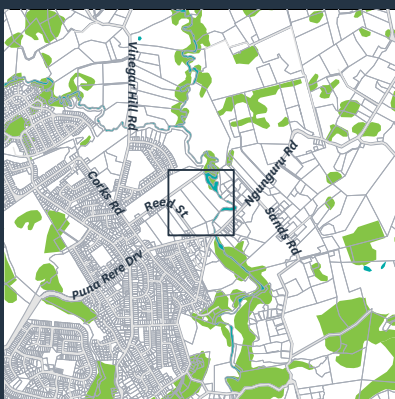 Vinegar Hill Rd
Ngunguru Rd
Corks Rd
Reed St
Sands Rd
Puna Rere Drv